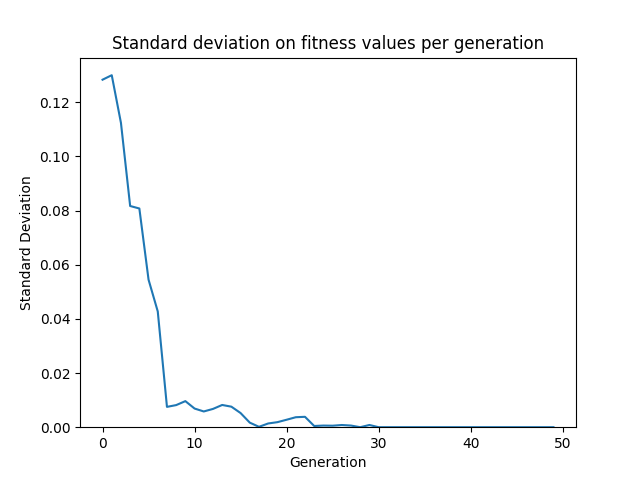 Standard deviation on fitness values per generation
0.12
0.10
0.08
0.06
0.04
0.02
0.00
Standard Deviation
0 10 20 30 40 50
Generation